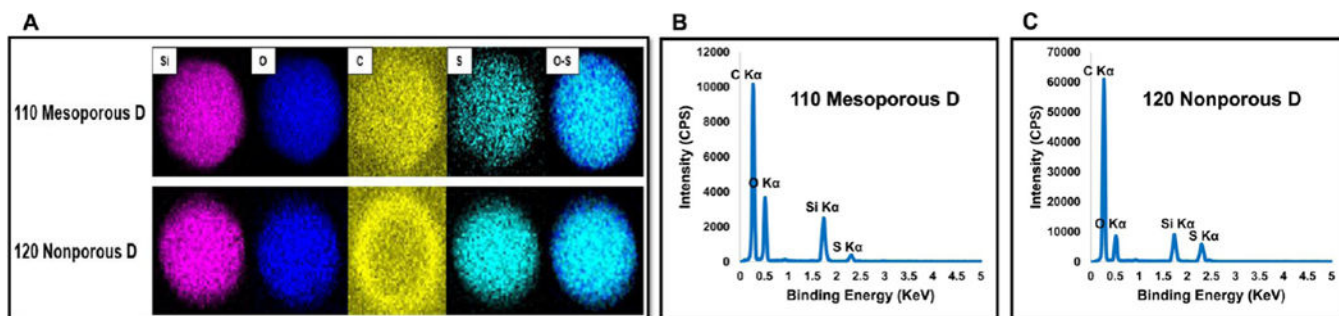 A
Si O C S O-S
110 Mesoporous D
120 Nonporous D
B
12000
10000
8000
6000
4000
2000
0
Intensity (CPS)
C Kα
O Kα
Si Kα
S Kα
110 Mesoporous D
0 0.5 1 1.5 2 2.5 3 3.5 4 4.5 5
Binding Energy (KeV)
C
70000
60000
50000
40000
30000
20000
10000
0
Intensity (CPS)
C Kα
O Kα
Si Kα
S Kα
120 Nonporous D
0 0.5 1 1.5 2 2.5 3 3.5 4 4.5 5
Binding Energy (KeV)